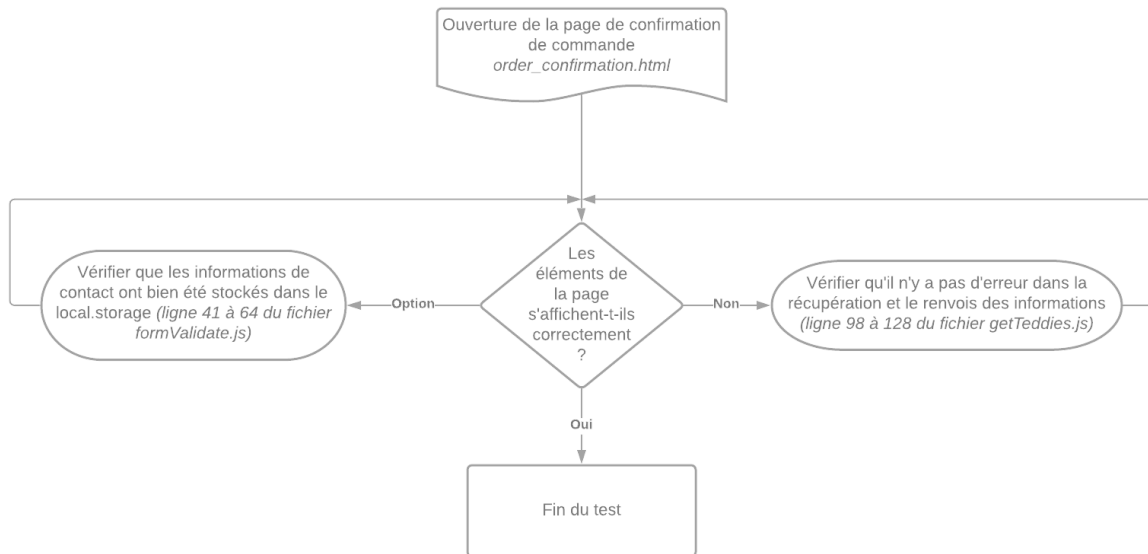 Ouverture de la page de confirmation
de commande
order_confirmation.html
Les
éléments de
la page
s'affichent-t-ils
correctement
?
Option
Vérifier que les informations de
contact ont bien été stockés dans le
local.storage (ligne 41 à 64 du fichier
formValidate.js)
Non
Vérifier qu'il n'y a pas d'erreur dans la
récupération et le renvois des informations
(ligne 98 à 128 du fichier getTeddies.js)
Oui
Fin du test